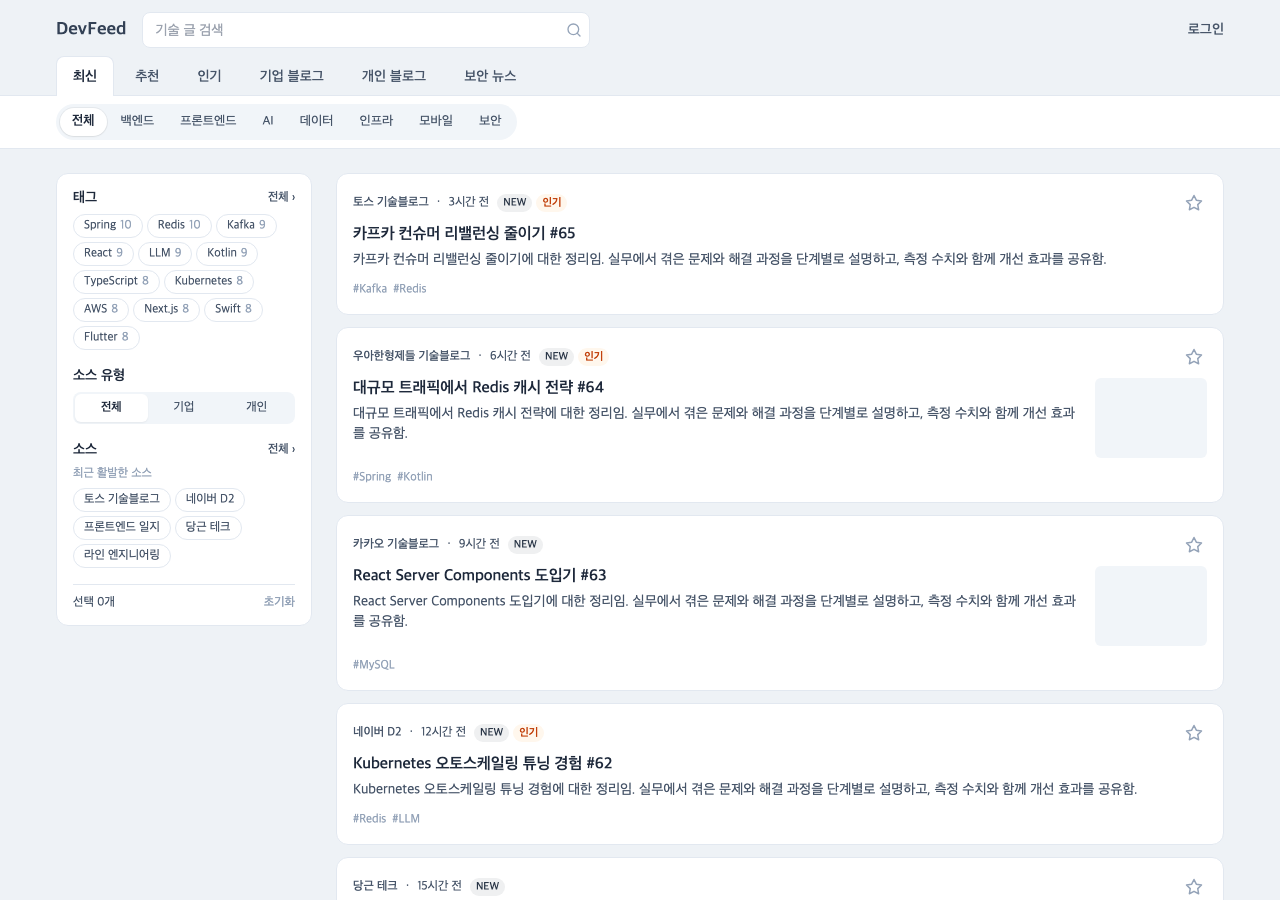 DevFeed
기술 글 검색
로그인
최신 추천 인기 기업 블로그 개인 블로그 보안 뉴스
전체 백엔드 프론트엔드 AI 데이터 인프라 모바일 보안
태그 전체 ›
Spring 10 Redis 10 Kafka 9
React 9 LLM 9 Kotlin 9
TypeScript 8 Kubernetes 8
AWS 8 Next.js 8 Swift 8
Flutter 8
소스 유형
전체 기업 개인
소스 전체 ›
최근 활발한 소스
토스 기술블로그 네이버 D2
프론트엔드 일지 당근 테크
라인 엔지니어링
선택 0개 초기화
토스 기술블로그 · 3시간 전 NEW 인기
카프카 컨슈머 리밸런싱 줄이기 #65
카프카 컨슈머 리밸런싱 줄이기에 대한 정리임. 실무에서 겪은 문제와 해결 과정을 단계별로 설명하고, 측정 수치와 함께 개선 효과를 공유함.
#Kafka #Redis
우아한형제들 기술블로그 · 6시간 전 NEW 인기
대규모 트래픽에서 Redis 캐시 전략 #64
대규모 트래픽에서 Redis 캐시 전략에 대한 정리임. 실무에서 겪은 문제와 해결 과정을 단계별로 설명하고, 측정 수치와 함께 개선 효과
를 공유함.
#Spring #Kotlin
카카오 기술블로그 · 9시간 전 NEW
React Server Components 도입기 #63
React Server Components 도입기에 대한 정리임. 실무에서 겪은 문제와 해결 과정을 단계별로 설명하고, 측정 수치와 함께 개선 효과
를 공유함.
#MySQL
네이버 D2 · 12시간 전 NEW 인기
Kubernetes 오토스케일링 튜닝 경험 #62
Kubernetes 오토스케일링 튜닝 경험에 대한 정리임. 실무에서 겪은 문제와 해결 과정을 단계별로 설명하고, 측정 수치와 함께 개선 효과를 공유함.
#Redis #LLM
당근 테크 · 15시간 전 NEW